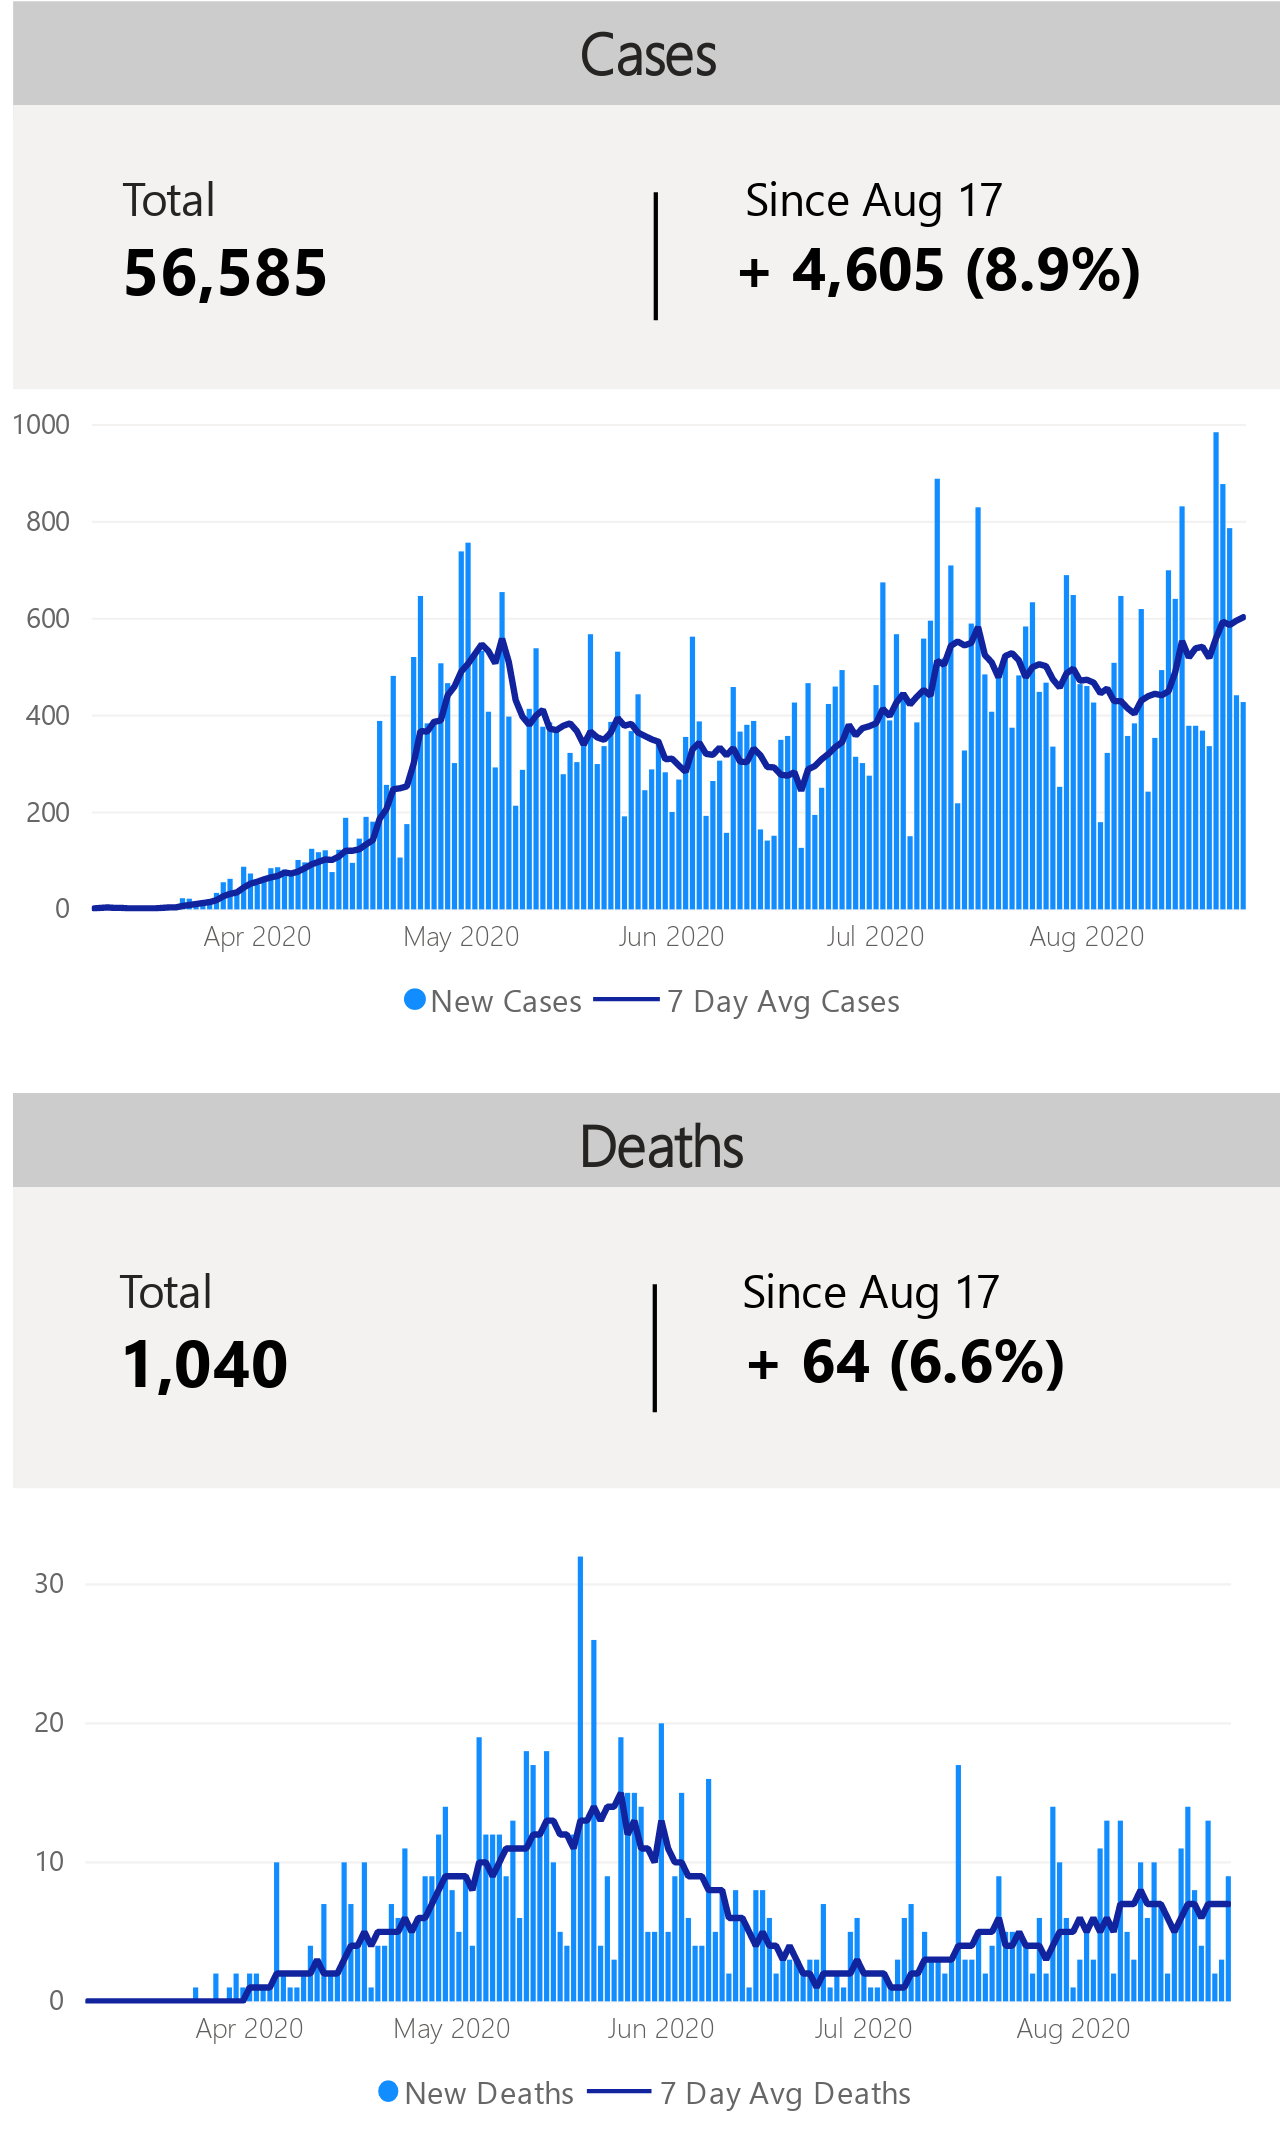 Cases
Total
Since Aug 17
56,585
+ 4,605 (8.9%)
1000
800
600
400
200
0
Apr 2020
May 2020
Jun 2020
Jul 2020
Aug 2020
New Cases
7 Day Avg Cases
Deaths
Total
Since Aug 17
1,040
+ 64 (6.6%)
30
20
10
0
Apr 2020
May 2020
Jun 2020
Jul 2020
Aug 2020
New Deaths
7 Day Avg Deaths